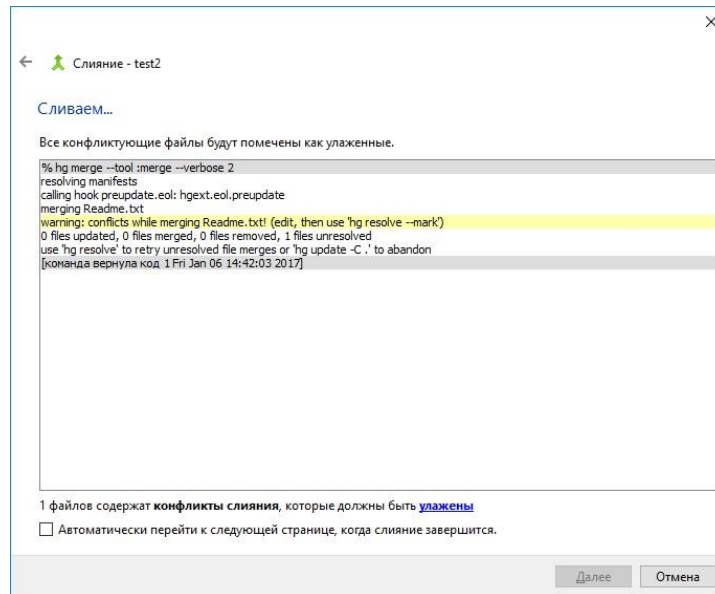 Слияние - test2
Сливаем...
Все конфликтующие файлы будут помечены как улаженные.
% hg merge --tool :merge --verbose 2
resolving manifests
calling hook preupdate.eol: hgext.eol.preupdate
merging Readme.txt
warning: conflicts while merging Readme.txt! (edit, then use 'hg resolve --mark')
0 files updated, 0 files merged, 0 files removed, 1 files unresolved
use 'hg resolve' to retry unresolved file merges or 'hg update -C .' to abandon
[команда вернула код 1 Fri Jan 06 14:42:03 2017]
1 файлов содержат конфликты слияния, которые должны быть улажены
Автоматически перейти к следующей странице, когда слияние завершится.
Далее Отмена